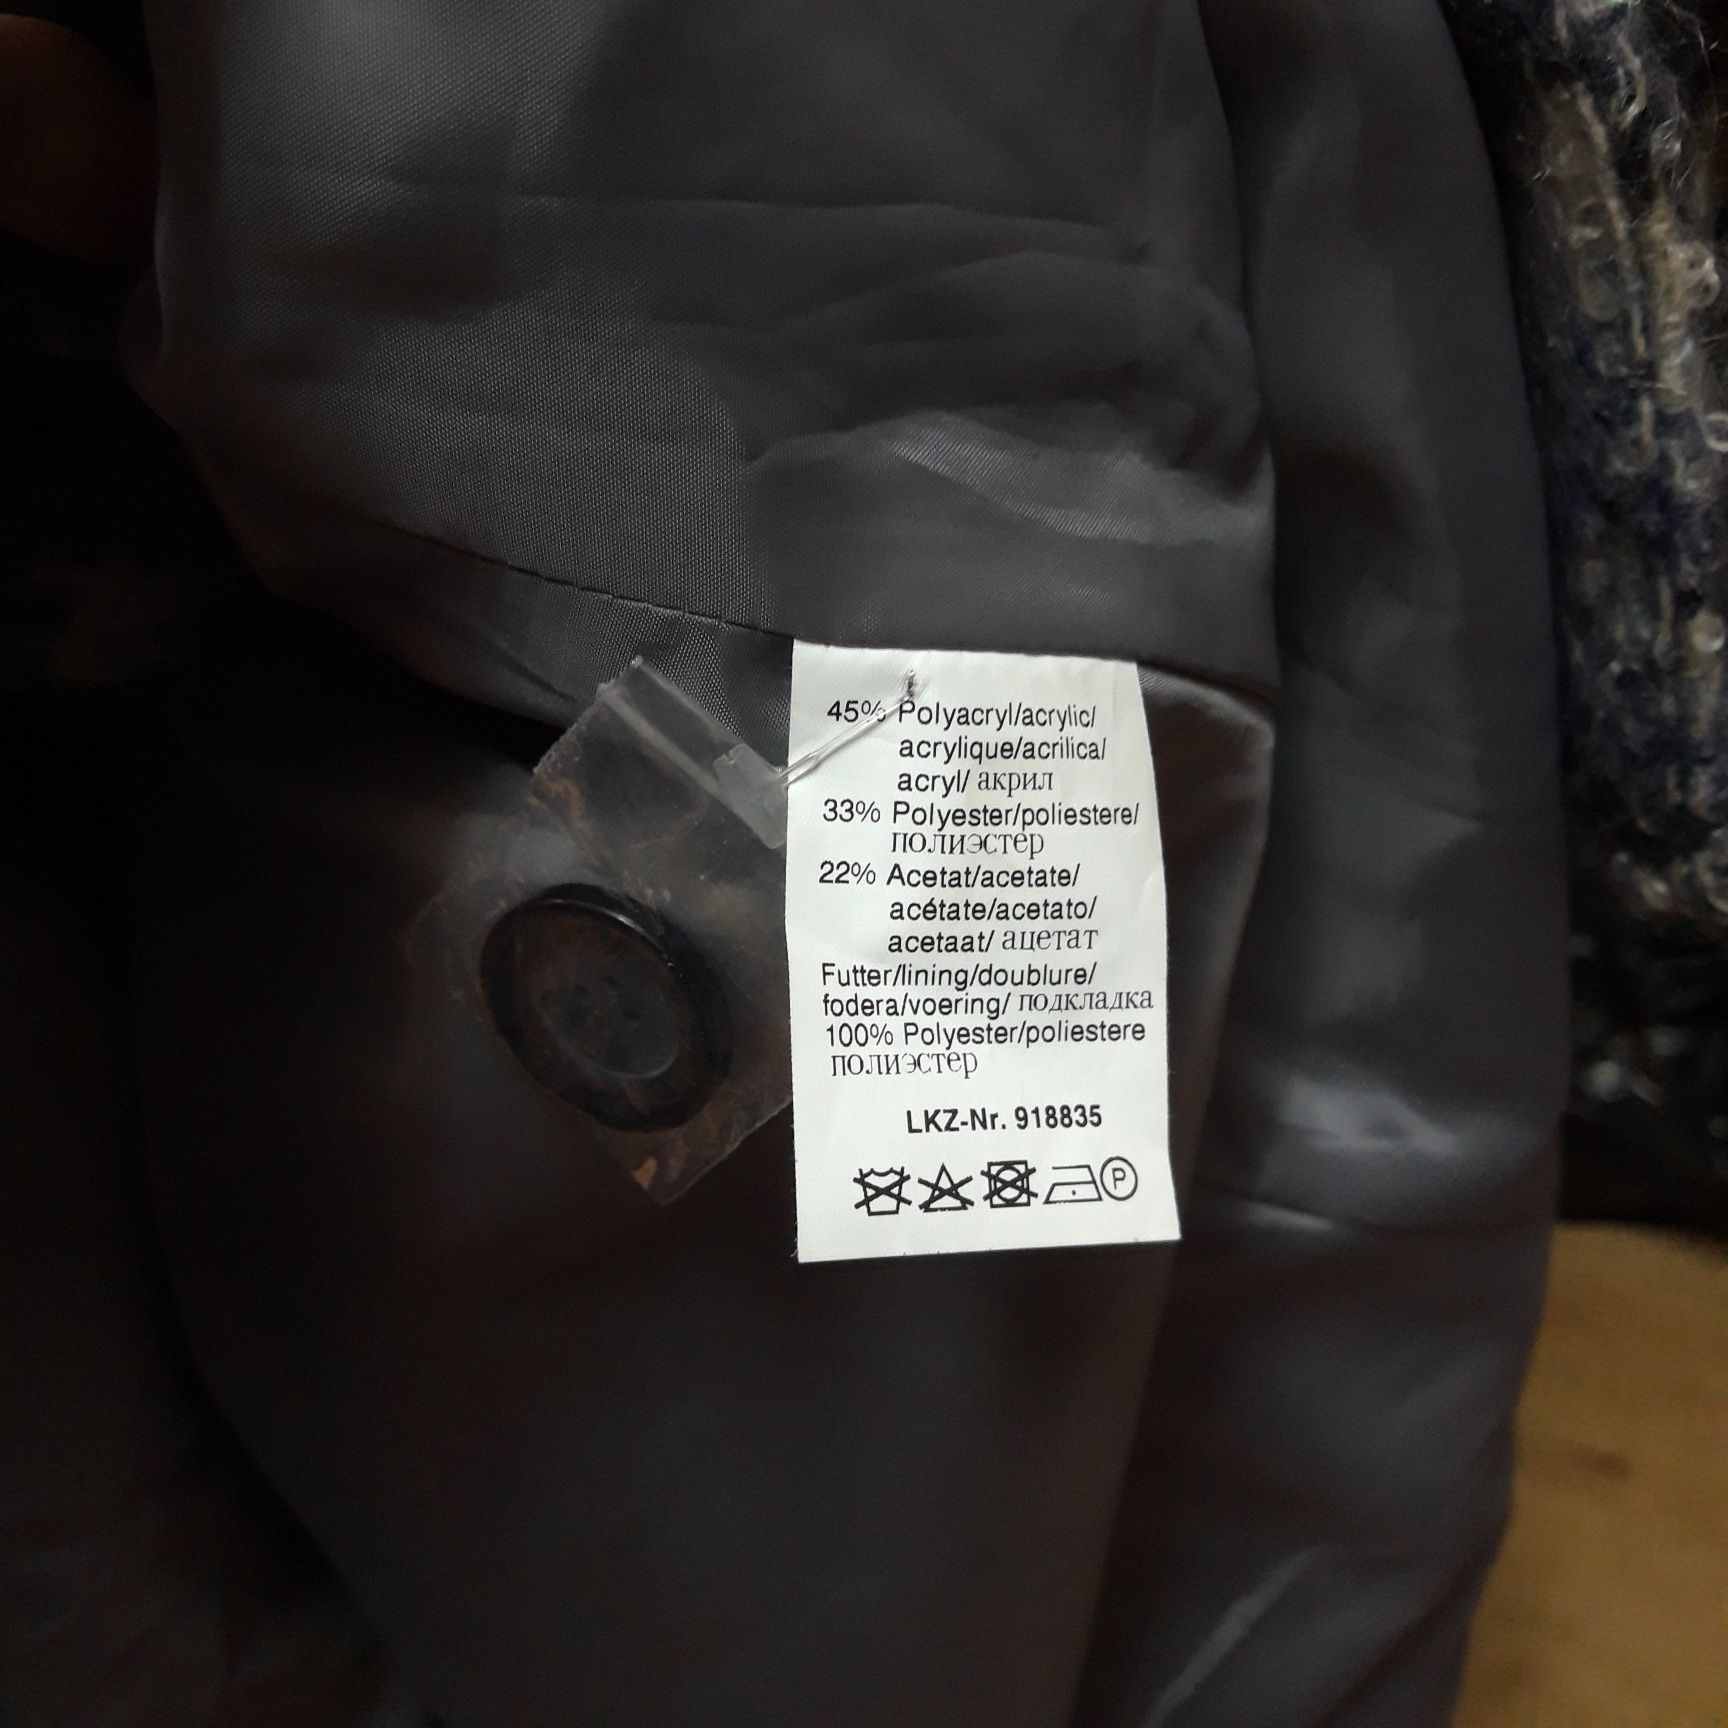 45% Polyacryl/acrylic/
acrylique/acrilica/
acryl/ акрил
33% Polyester/poliestere/
полиэстер
22% Acetat/acetate/
acétate/acetato/
acetaat/ ацетат
Futter/lining/doublure/
fodera/voering/ подкладка
100% Polyester/poliestere
полиэстер
LKZ-Nr. 918835
P